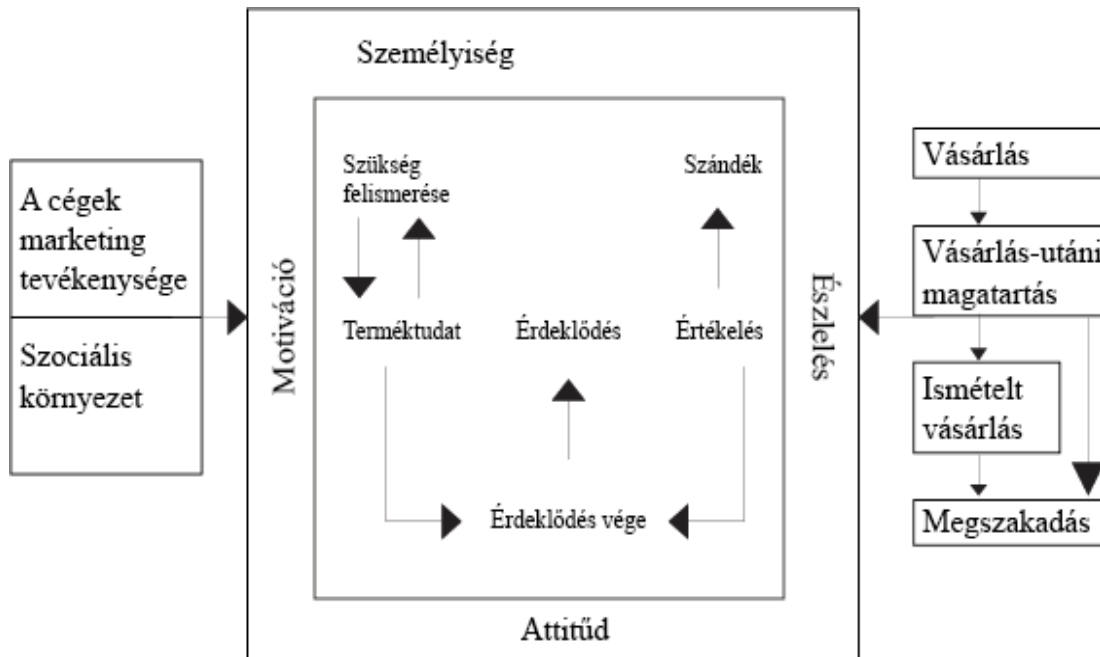 Személyiség
A cégek
marketing
tevékenysége
Szociális
környezet
Motiváció
Szükség
felismerése
Szándék
Terméktudat
Érdeklődés
Értékelés
Érdeklődés vége
Attitűd
Észlelés
Vásárlás
Vásárlás-utáni
magatartás
Ismételt
vásárlás
Megszakadás